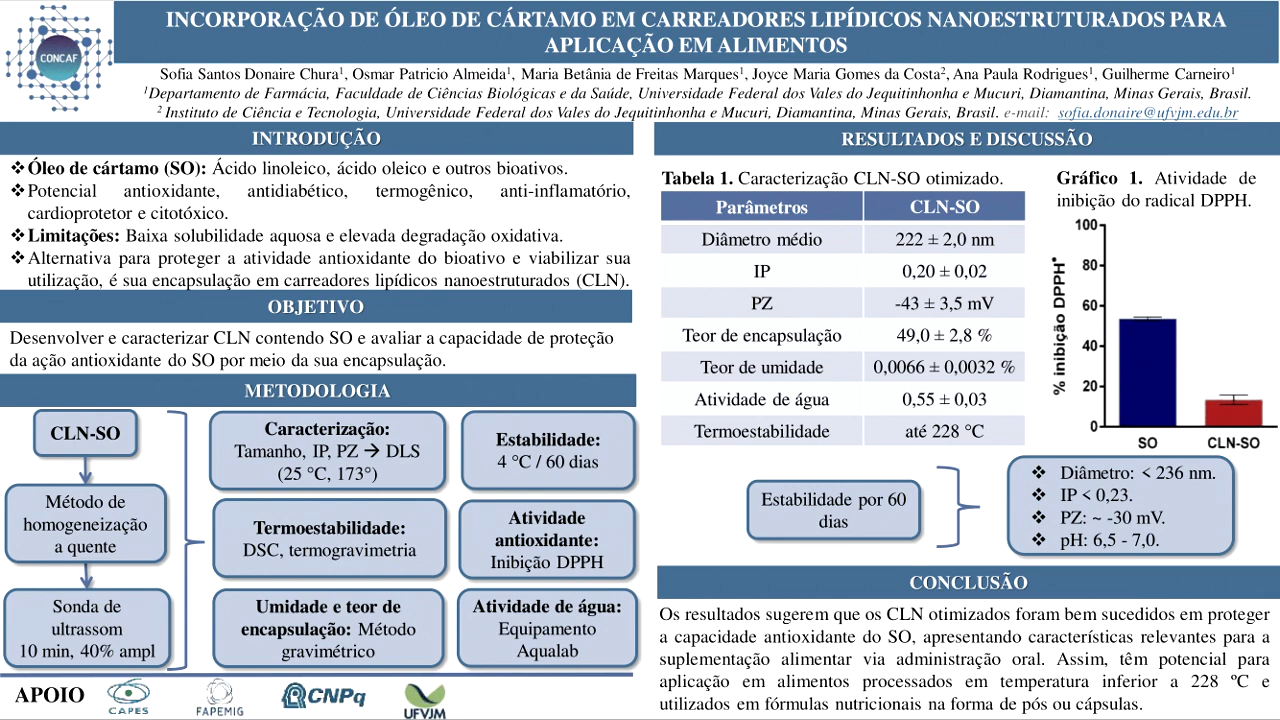 CONCAF
INCORPORAÇÃO DE ÓLEO DE CÁRTAMO EM CARREADORES LIPÍDICOS NANOESTRUTURADOS PARA
APLICAÇÃO EM ALIMENTOS
Sofia Santos Donaire Chura¹, Osmar Patricio Almeida¹, Maria Betânia de Freitas Marques¹, Joyce Maria Gomes da Costa², Ana Paula Rodrigues¹, Guilherme Carneiro¹
¹Departamento de Farmácia, Faculdade de Ciências Biológicas e da Saúde, Universidade Federal dos Vales do Jequitinhonha e Mucuri, Diamantina, Minas Gerais, Brasil.
² Instituto de Ciência e Tecnologia, Universidade Federal dos Vales do Jequitinhonha e Mucuri, Diamantina, Minas Gerais, Brasil. e-mail: sofia.donaire@ufvjm.edu.br
INTRODUÇÃO
❖Óleo de cártamo (SO): Ácido linoleico, ácido oleico e outros bioativos.
❖Potencial antioxidante, antidiabético, termogênico, anti-inflamatório,
cardioprotetor e citotóxico.
❖Limitações: Baixa solubilidade aquosa e elevada degradação oxidativa.
❖Alternativa para proteger a atividade antioxidante do bioativo e viabilizar sua
utilização, é sua encapsulação em carreadores lipídicos nanoestruturados (CLN).
OBJETIVO
Desenvolver e caracterizar CLN contendo SO e avaliar a capacidade de proteção
da ação antioxidante do SO por meio da sua encapsulação.
METODOLOGIA
CLN-SO
Método de
homogeneização
a quente
Sonda de
ultrassom
10 min, 40% ampl
Caracterização:
Tamanho, IP, PZ → DLS
(25 °C, 173°)
Termoestabilidade:
DSC, termogravimetria
Umidade e teor de
encapsulação: Método
gravimétrico
Estabilidade:
4 °C / 60 dias
Atividade
antioxidante:
Inibição DPPH
Atividade de água:
Equipamento
Aqualab
APOIO
CAPES
FAPEMIG
CNPq
UFVJM
RESULTADOS E DISCUSSÃO
Tabela 1. Caracterização CLN-SO otimizado.
Parâmetros CLN-SO
Diâmetro médio 222 ± 2,0 nm
IP 0,20 ± 0,02
PZ -43 ± 3,5 mV
Teor de encapsulação 49,0 ± 2,8 %
Teor de umidade 0,0066 ± 0,0032 %
Atividade de água 0,55 ± 0,03
Termoestabilidade até 228 °C
Gráfico 1. Atividade de
inibição do radical DPPH.
% inibição DPPH•
100
80
60
40
20
0
SO CLN-SO
Estabilidade por 60
dias
❖ Diâmetro: < 236 nm.
❖ IP < 0,23.
❖ PZ: ~ -30 mV.
❖ pH: 6,5 - 7,0.
CONCLUSÃO
Os resultados sugerem que os CLN otimizados foram bem sucedidos em proteger
a capacidade antioxidante do SO, apresentando características relevantes para a
suplementação alimentar via administração oral. Assim, têm potencial para
aplicação em alimentos processados em temperatura inferior a 228 ºC e
utilizados em fórmulas nutricionais na forma de pós ou cápsulas.